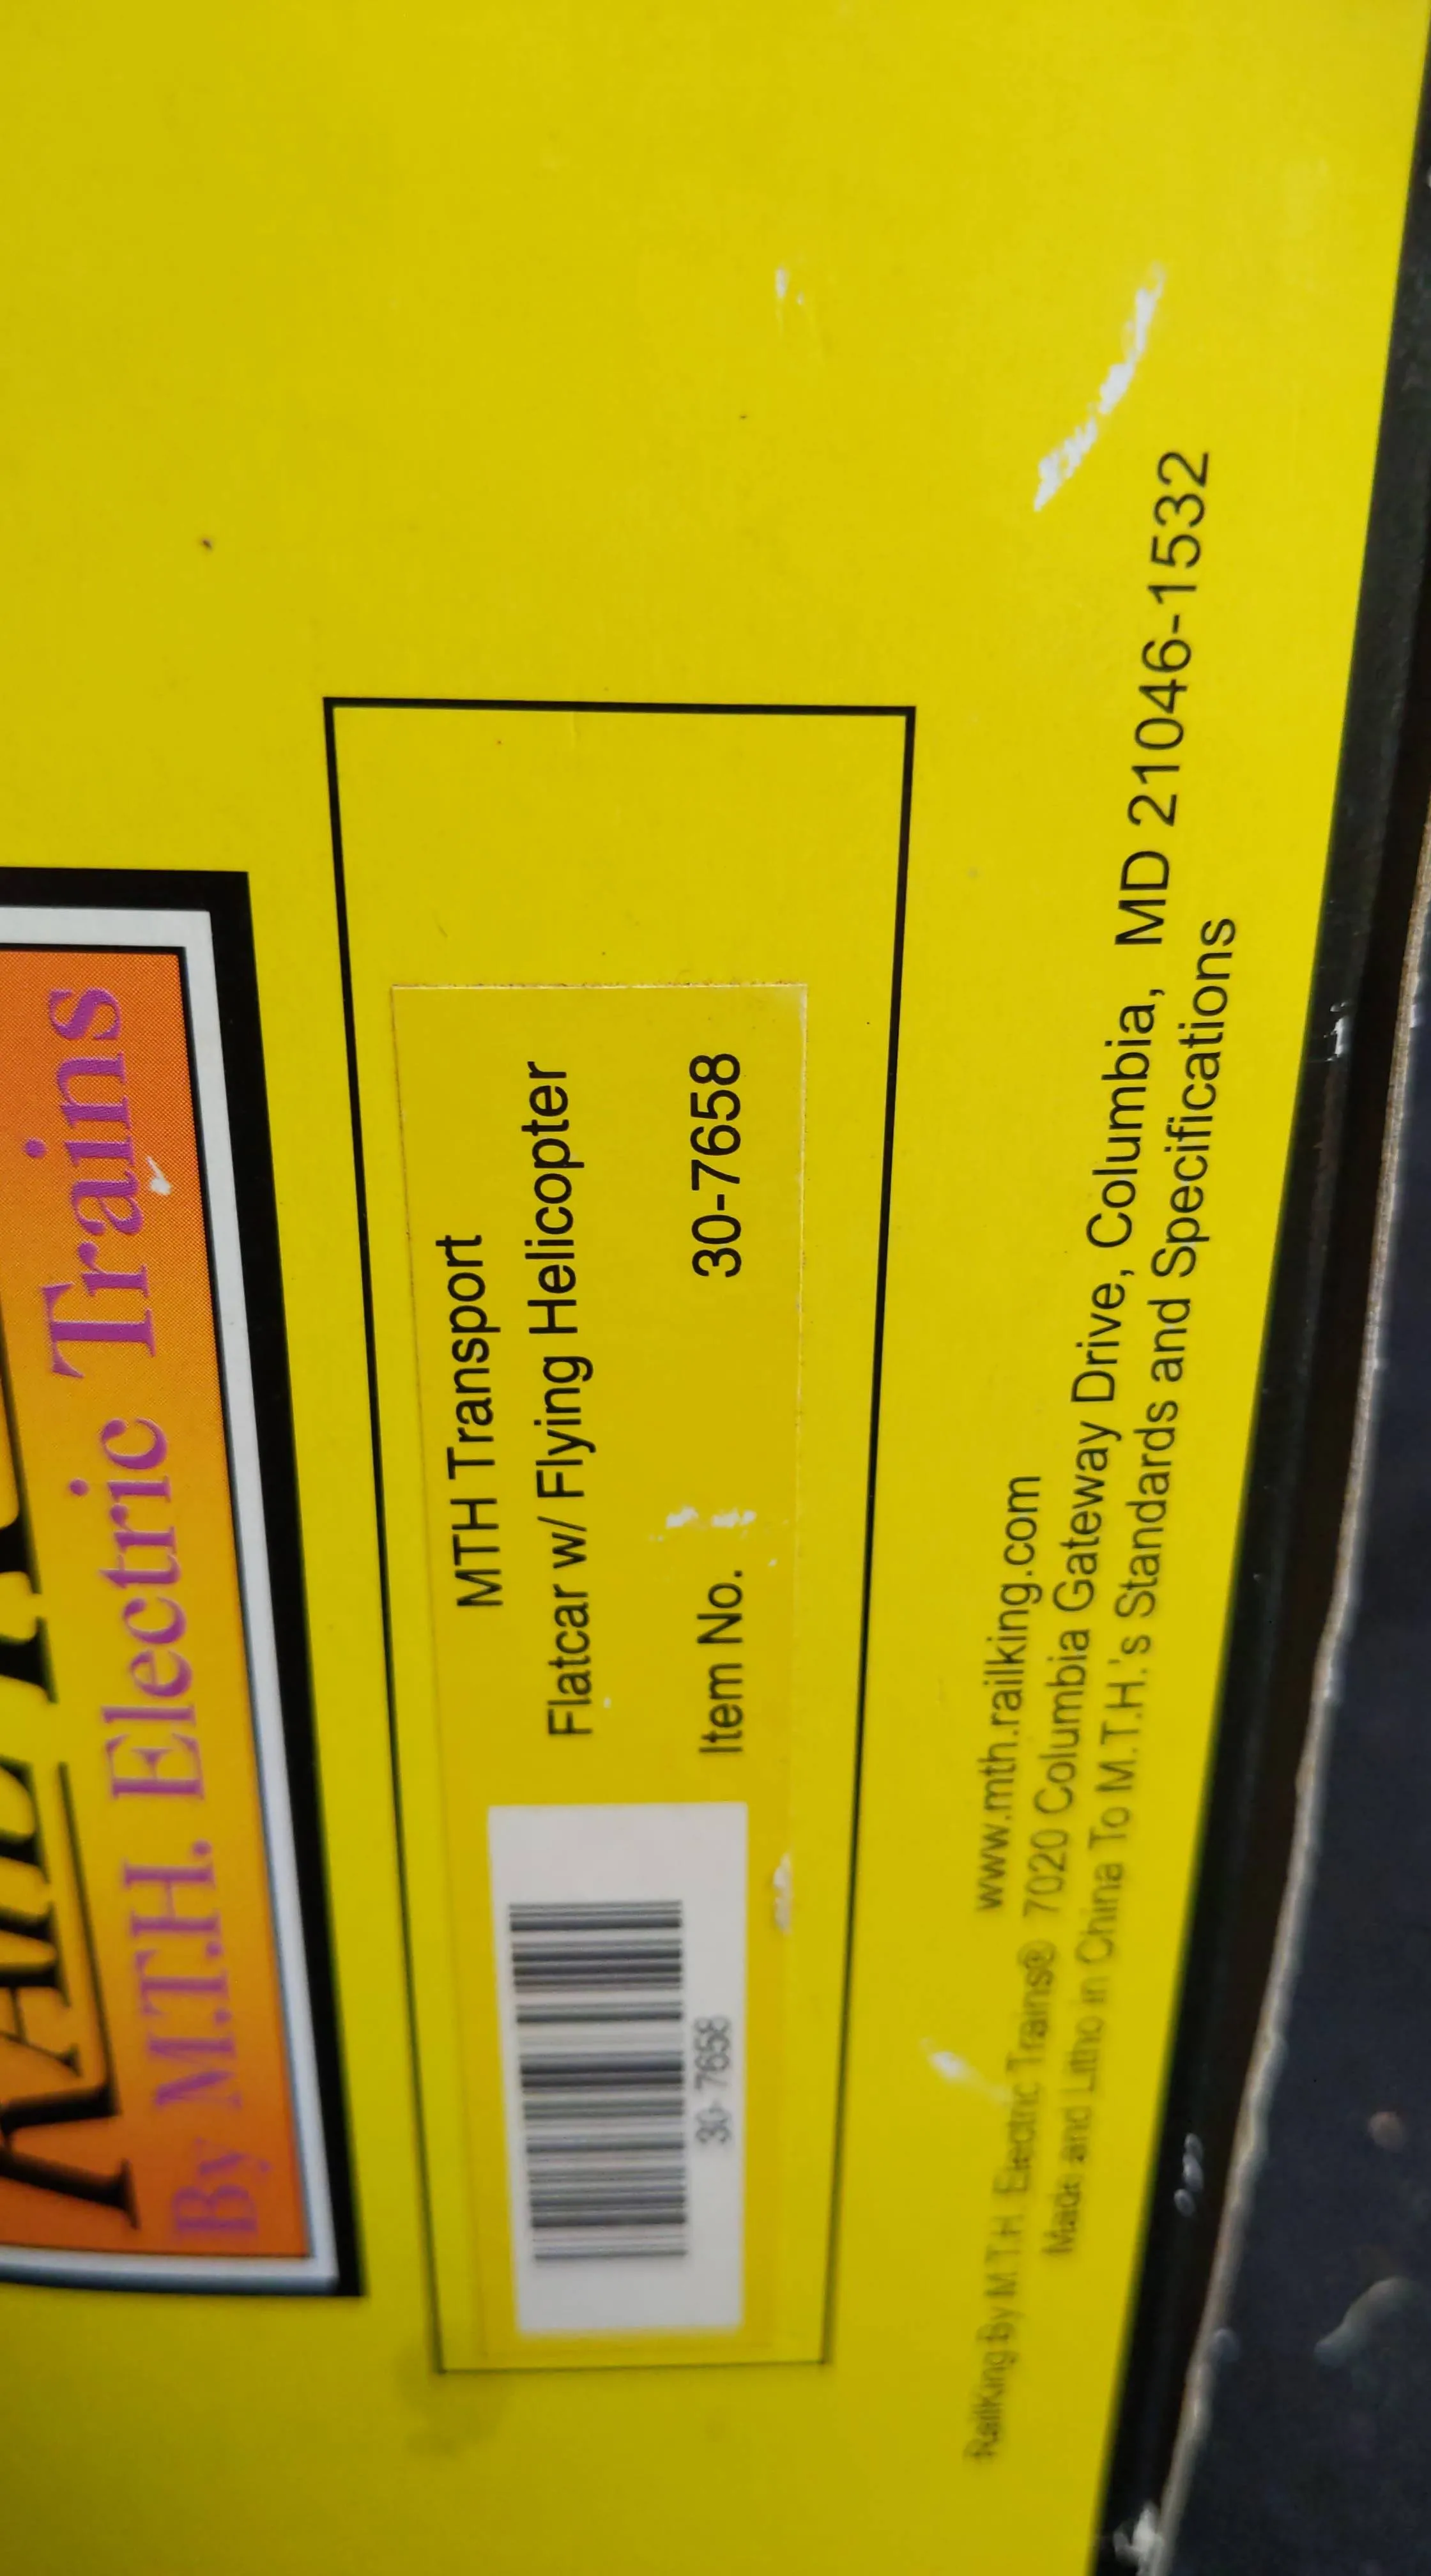 By M.T.H. Electric Trains
MTH Transport
Flatcar w/ Flying Helicopter
Item No. 30-7658
30-7658
www.mth.railking.com
RailKing By M.T.H. Electric Trains® 7020 Columbia Gateway Drive, Columbia, MD 21046-1532
Made and Litho in China To M.T.H.'s Standards and Specifications